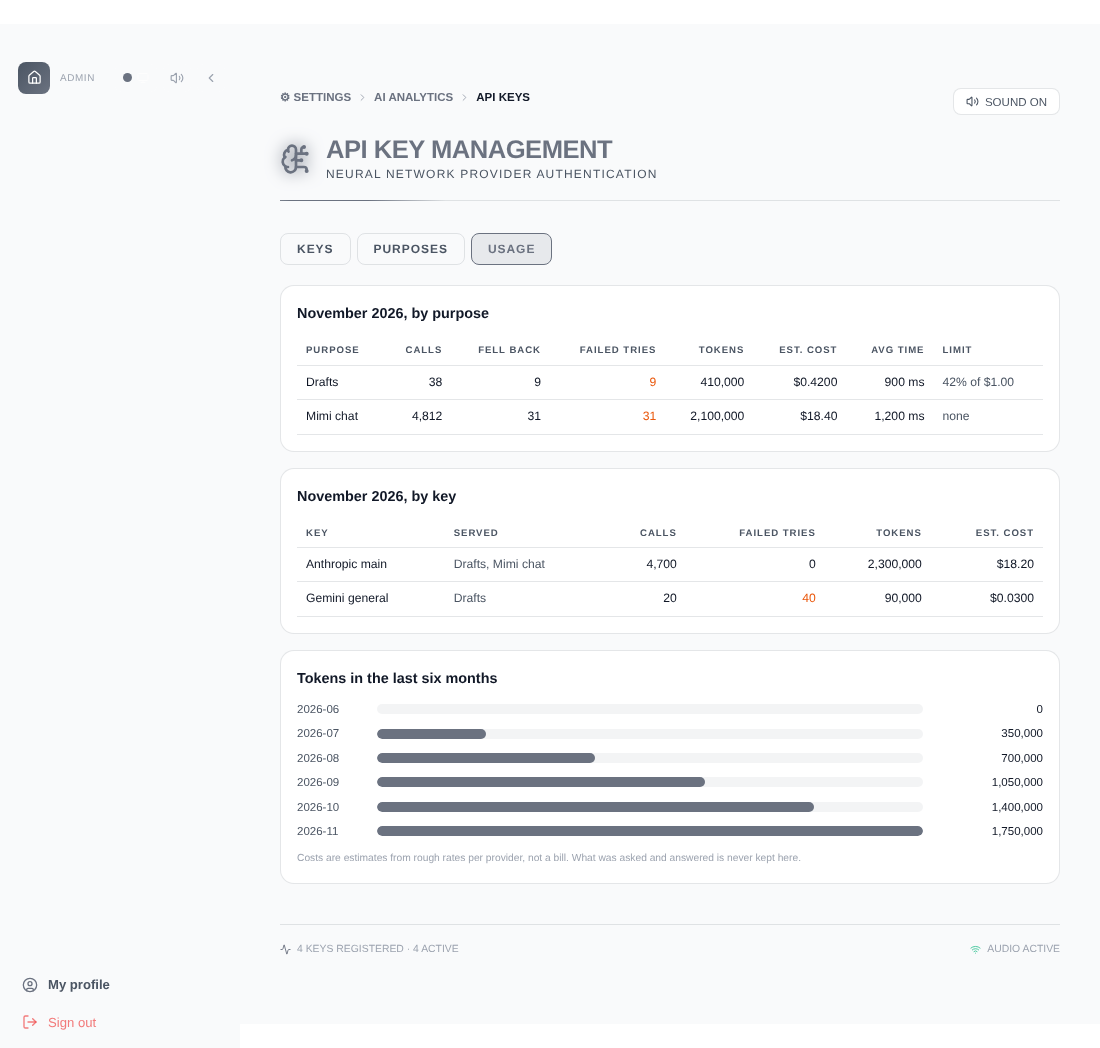 ADMIN
SETTINGS AI ANALYTICS API KEYS
SOUND ON
API KEY MANAGEMENT
NEURAL NETWORK PROVIDER AUTHENTICATION
KEYS PURPOSES USAGE
November 2026, by purpose
PURPOSE CALLS FELL BACK FAILED TRIES TOKENS EST. COST AVG TIME LIMIT
Drafts 38 9 9 410,000 $0.4200 900 ms 42% of $1.00
Mimi chat 4,812 31 31 2,100,000 $18.40 1,200 ms none
November 2026, by key
KEY SERVED CALLS FAILED TRIES TOKENS EST. COST
Anthropic main Drafts, Mimi chat 4,700 0 2,300,000 $18.20
Gemini general Drafts 20 40 90,000 $0.0300
Tokens in the last six months
2026-06 0
2026-07 350,000
2026-08 700,000
2026-09 1,050,000
2026-10 1,400,000
2026-11 1,750,000
Costs are estimates from rough rates per provider, not a bill. What was asked and answered is never kept here.
4 KEYS REGISTERED · 4 ACTIVE
AUDIO ACTIVE
My profile
Sign out